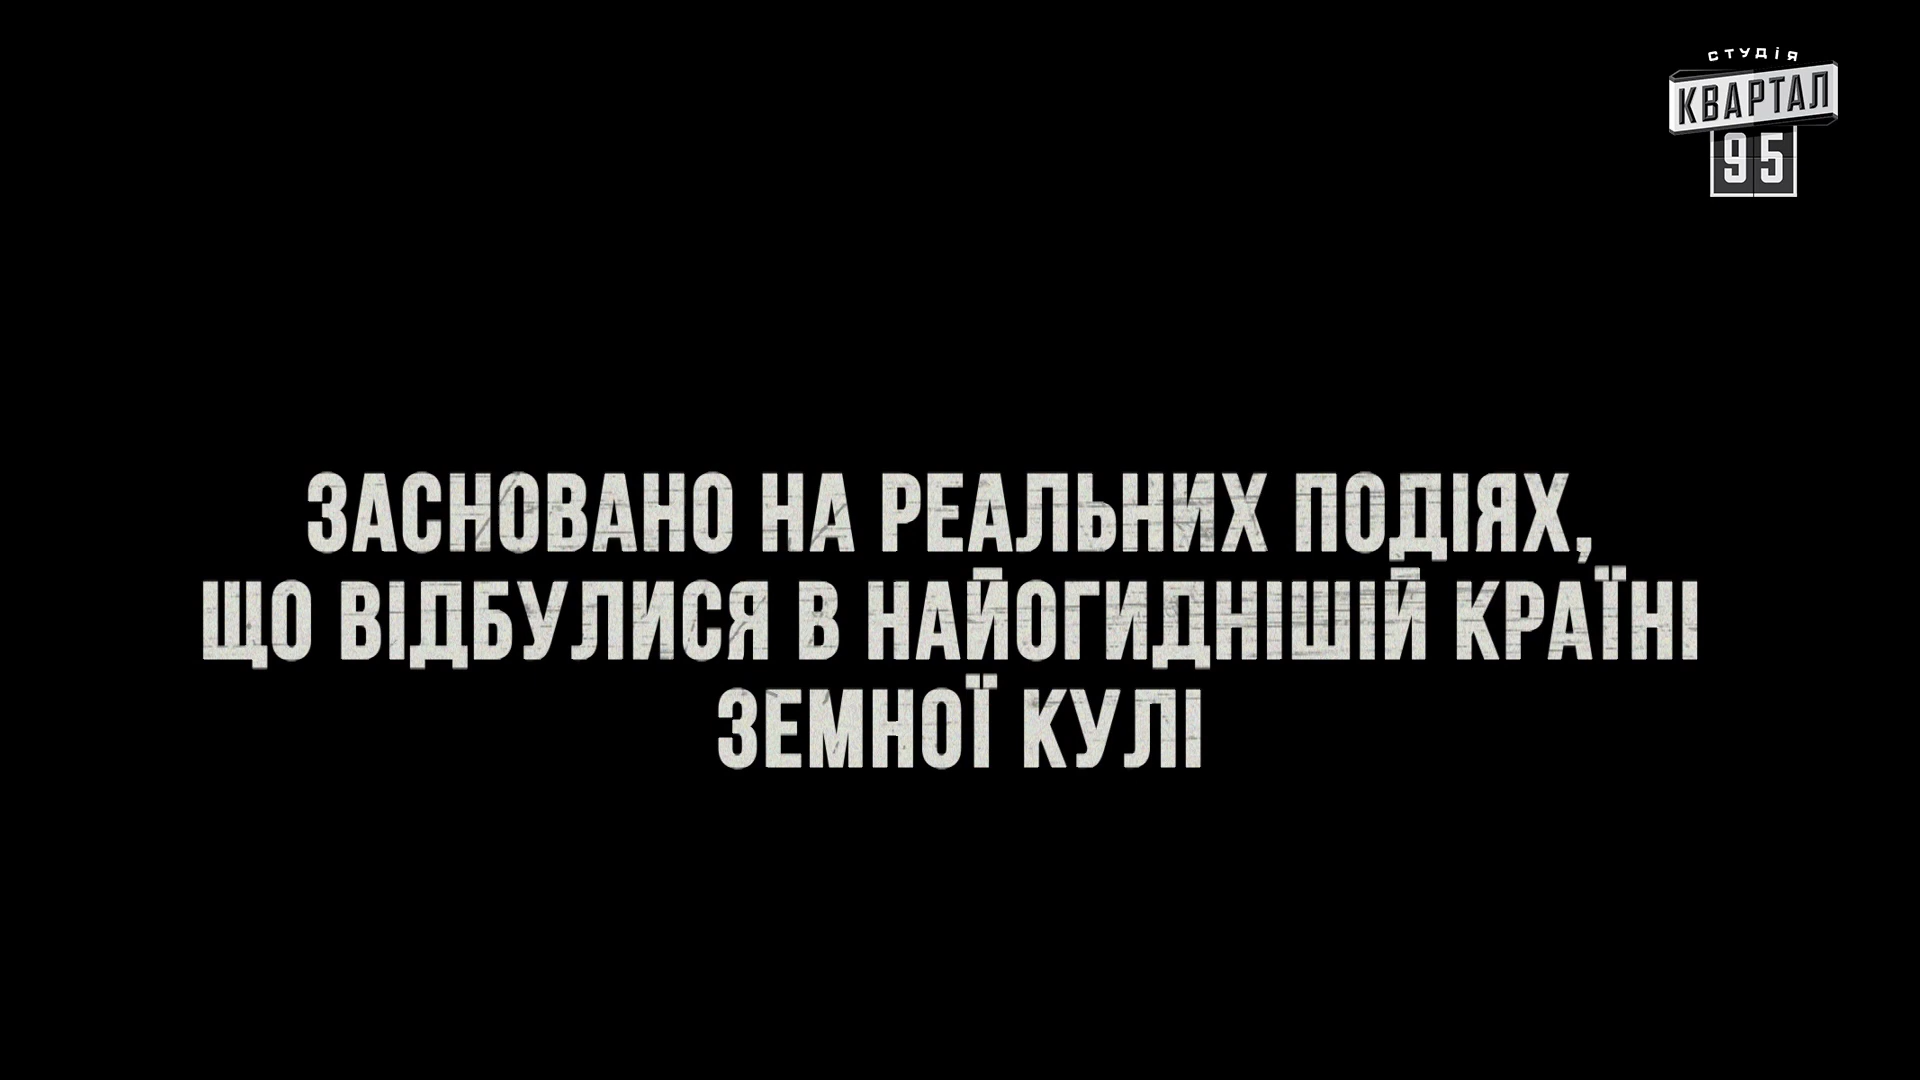 СТУДІЯ
КВАРТАЛ
95
ЗАСНОВАНО НА РЕАЛЬНИХ ПОДІЯХ,
ЩО ВІДБУЛИСЯ В НАЙОГИДНІШІЙ КРАЇНІ
ЗЕМНОЇ КУЛІ